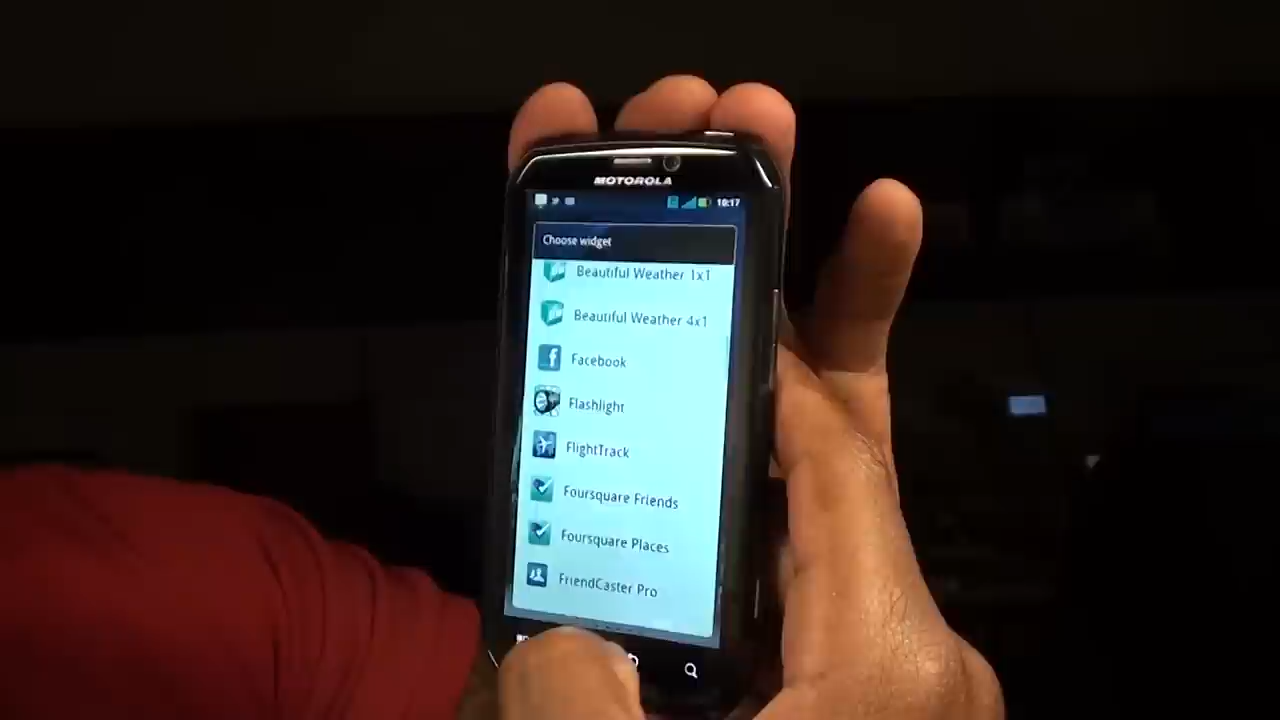 MOTOROLA
10:17
Choose widget
Beautiful Weather 1x1
Beautiful Weather 4x1
Facebook
Flashlight
FlightTrack
Foursquare Friends
Foursquare Places
FriendCaster Pro